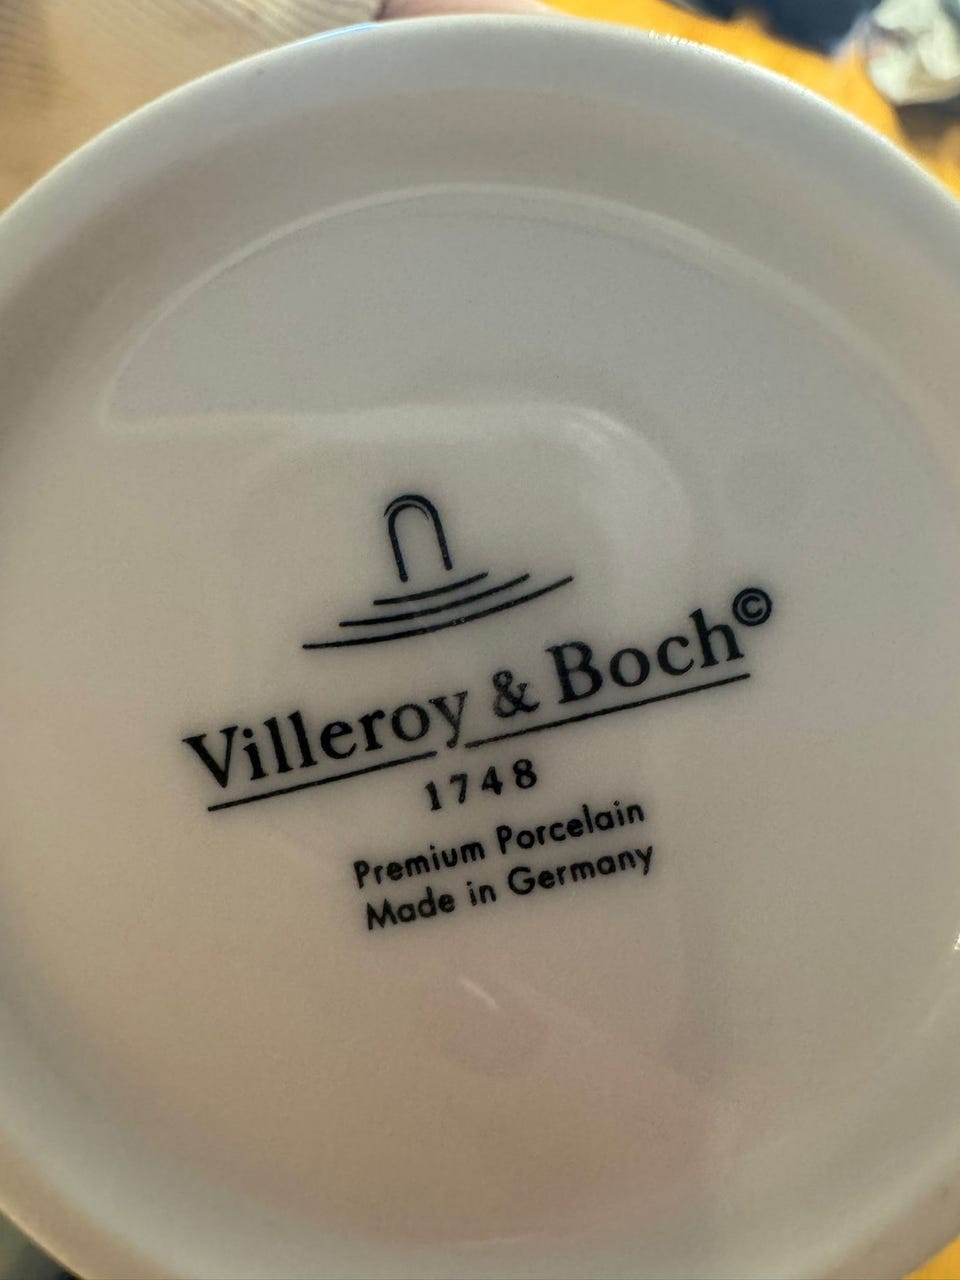 Villeroy & Boch©
1748
Premium Porcelain
Made in Germany